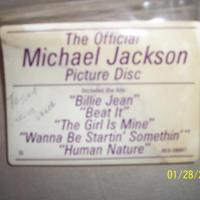 The Official
Michael Jackson
Picture Disc
Includes the hits
"Billie Jean"
"Beat It"
"The Girl Is Mine"
"Wanna Be Startin' Somethin'"
"Human Nature"
01/28/2